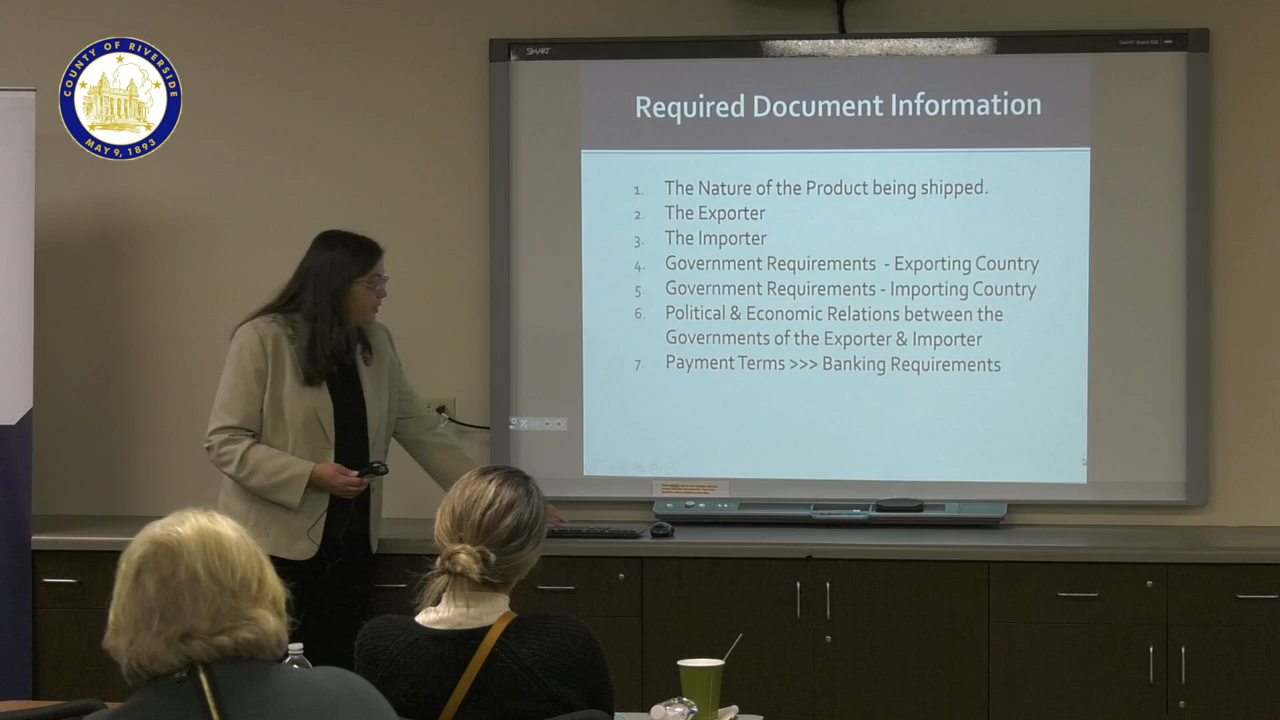 COUNTY OF RIVERSIDE
MAY 9, 1893
SMART
Required Document Information
1. The Nature of the Product being shipped.
2. The Exporter
3. The Importer
4. Government Requirements - Exporting Country
5. Government Requirements - Importing Country
6. Political & Economic Relations between the
Governments of the Exporter & Importer
7. Payment Terms >>> Banking Requirements